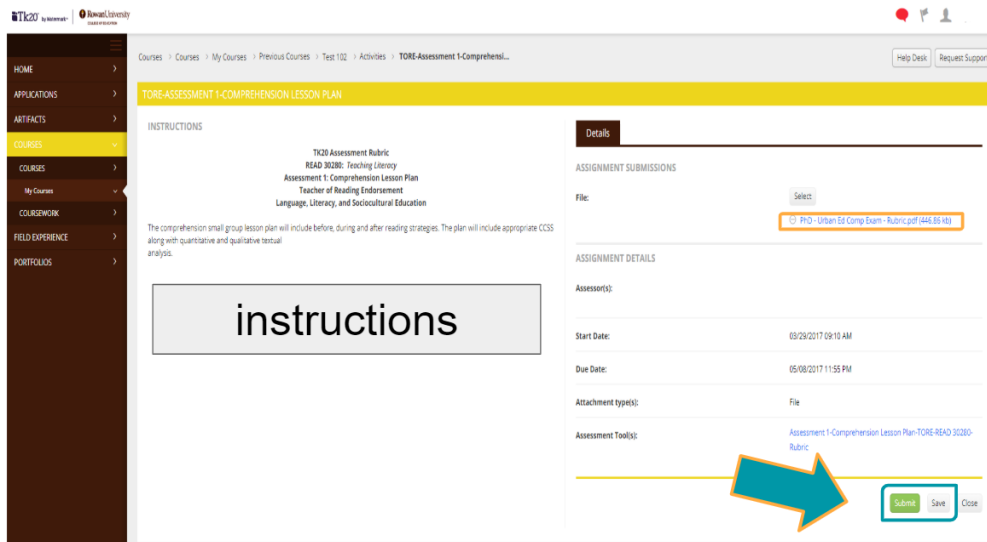 Tk20 by Watermark Rowan University
COLLEGE OF EDUCATION
HOME
APPLICATIONS
ARTIFACTS
COURSES
COURSES
My Courses
COURSEWORK
FIELD EXPERIENCE
PORTFOLIOS
Courses > Courses > My Courses > Previous Courses > Test 102 > Activities > TORE-Assessment 1-Comprehensi...
Help Desk Request Support
TORE-ASSESSMENT 1-COMPREHENSION LESSON PLAN
INSTRUCTIONS
TK20 Assessment Rubric
READ 30280: Teaching Literacy
Assessment 1: Comprehension Lesson Plan
Teacher of Reading Endorsement
Language, Literacy, and Sociocultural Education
The comprehension small group lesson plan will include before, during and after reading strategies. The plan will include appropriate CCSS
along with quantitative and qualitative textual
analysis.
instructions
Details
ASSIGNMENT SUBMISSIONS
File: Select
PhD - Urban Ed Comp Exam - Rubric.pdf (446.86 kb)
ASSIGNMENT DETAILS
Assessor(s):
Start Date: 03/29/2017 09:10 AM
Due Date: 05/08/2017 11:55 PM
Attachment type(s): File
Assessment Tool(s): Assessment 1-Comprehension Lesson Plan-TORE-READ 30280-
Rubric
Submit Save Close